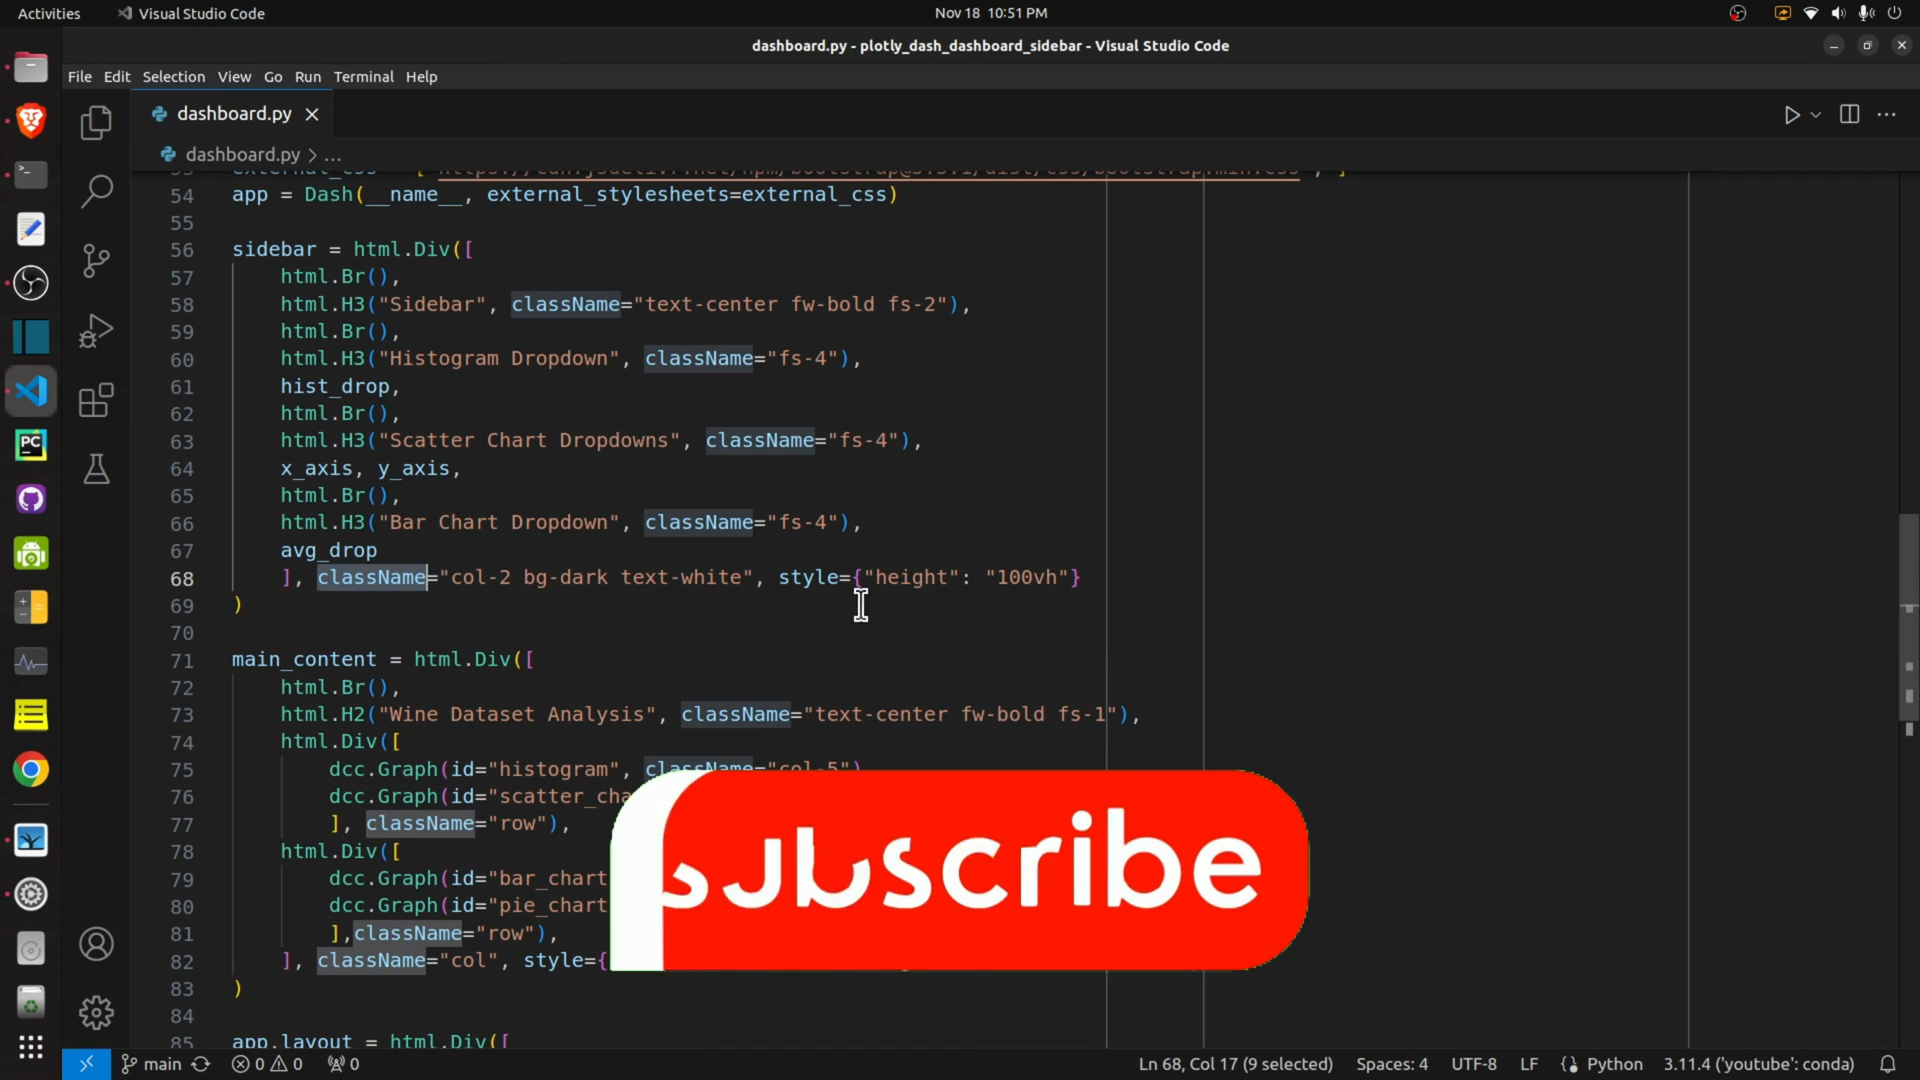 Activities
Visual Studio Code
Nov 18 10:51 PM
dashboard.py - plotly_dash_dashboard_sidebar - Visual Studio Code
File Edit Selection View Go Run Terminal Help
dashboard.py
dashboard.py > ...
54 app = Dash(__name__, external_stylesheets=external_css)
55
56 sidebar = html.Div([
57 html.Br(),
58 html.H3("Sidebar", className="text-center fw-bold fs-2"),
59 html.Br(),
60 html.H3("Histogram Dropdown", className="fs-4"),
61 hist_drop,
62 html.Br(),
63 html.H3("Scatter Chart Dropdowns", className="fs-4"),
64 x_axis, y_axis,
65 html.Br(),
66 html.H3("Bar Chart Dropdown", className="fs-4"),
67 avg_drop
68 ], className="col-2 bg-dark text-white", style={"height": "100vh"}
69 )
70
71 main_content = html.Div([
72 html.Br(),
73 html.H2("Wine Dataset Analysis", className="text-center fw-bold fs-1"),
74 html.Div([
75 dcc.Graph(id="histogram", className="col-5")
76 dcc.Graph(id="scatter_cha
77 ], className="row"),
78 html.Div([
79 dcc.Graph(id="bar_chart
80 dcc.Graph(id="pie_chart
81 ],className="row"),
82 ], className="col", style={
83 )
84
85 app.layout = html.Div([
subscribe
main 0 0 0
Ln 68, Col 17 (9 selected) Spaces: 4 UTF-8 LF Python 3.11.4 ('youtube': conda)